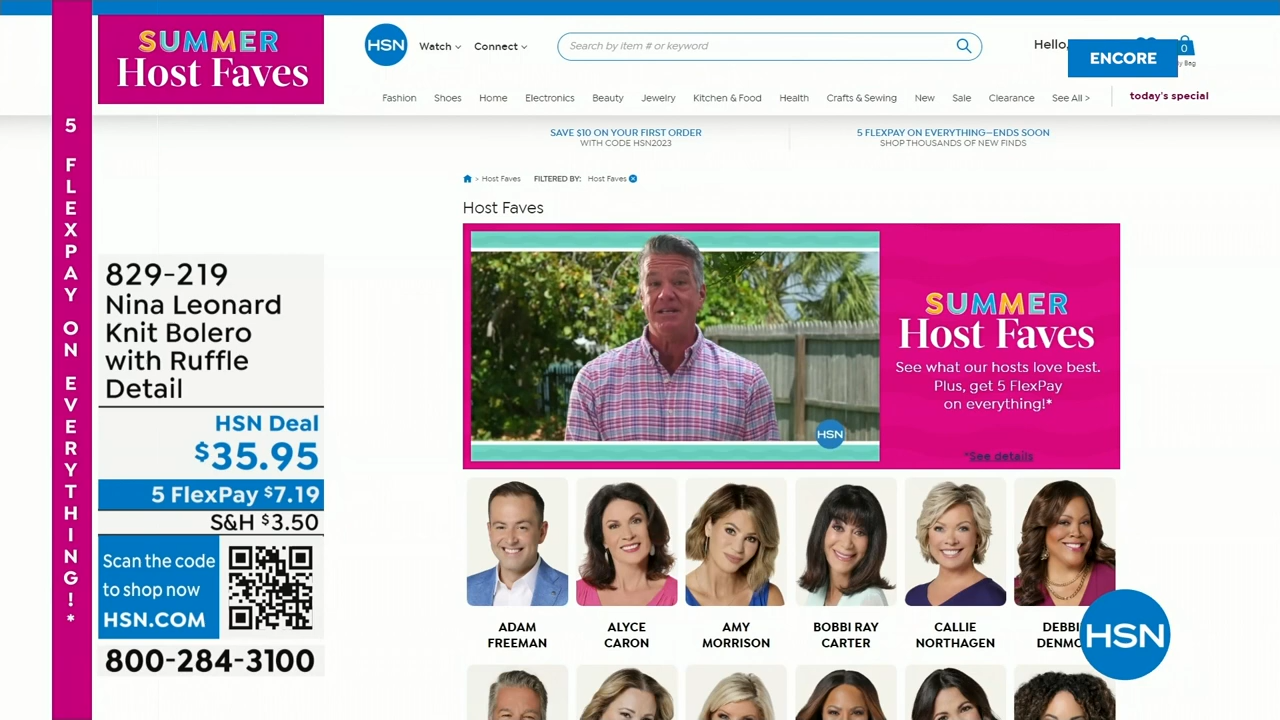 SUMMER
Host Faves
5 FLEXPAY ON EVERYTHING!*
829-219
Nina Leonard
Knit Bolero
with Ruffle
Detail
HSN Deal
$35.95
5 FlexPay $7.19
S&H $3.50
Scan the code
to shop now
HSN.COM
800-284-3100
HSN
Watch
Connect
Search by item # or keyword
Hello,
ENCORE
0
Bag
Fashion Shoes Home Electronics Beauty Jewelry Kitchen & Food Health Crafts & Sewing New Sale Clearance See All >
today's special
SAVE $10 ON YOUR FIRST ORDER
WITH CODE HSN2023
5 FLEXPAY ON EVERYTHING—ENDS SOON
SHOP THOUSANDS OF NEW FINDS
> Host Faves FILTERED BY: Host Faves
Host Faves
HSN
SUMMER
Host Faves
See what our hosts love best.
Plus, get 5 FlexPay
on everything!*
*See details
ADAM
FREEMAN
ALYCE
CARON
AMY
MORRISON
BOBBI RAY
CARTER
CALLIE
NORTHAGEN
HSN